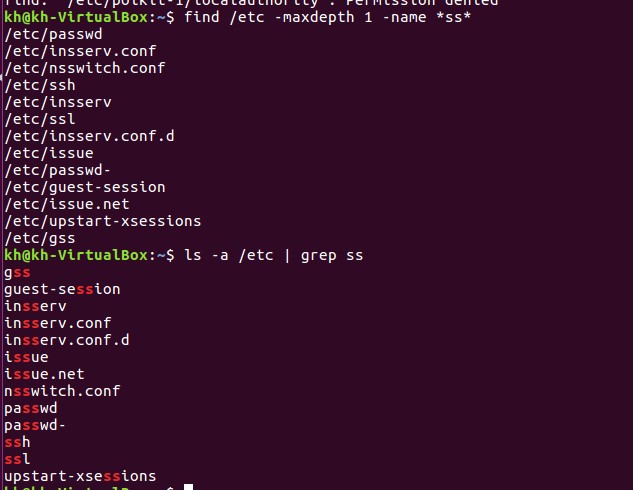 find: "/etc/polkit-1/localauthority": Permission denied
kh@kh-VirtualBox:~$ find /etc -maxdepth 1 -name *ss*
/etc/passwd
/etc/insserv.conf
/etc/nsswitch.conf
/etc/ssh
/etc/insserv
/etc/ssl
/etc/insserv.conf.d
/etc/issue
/etc/passwd-
/etc/guest-session
/etc/issue.net
/etc/upstart-xsessions
/etc/gss
kh@kh-VirtualBox:~$ ls -a /etc | grep ss
gss
guest-session
insserv
insserv.conf
insserv.conf.d
issue
issue.net
nsswitch.conf
passwd
passwd-
ssh
ssl
upstart-xsessions
kh@kh-VirtualBox:~$